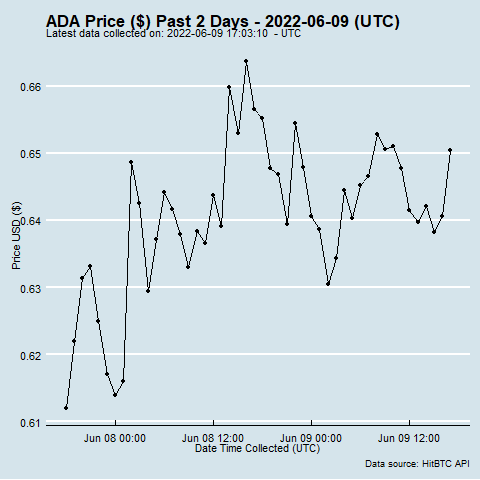 ADA Price ($) Past 2 Days - 2022-06-09 (UTC)
Latest data collected on: 2022-06-09 17:03:10 - UTC
0.66
0.65
0.64
0.63
0.62
0.61
Price USD ($)
Jun 08 00:00 Jun 08 12:00 Jun 09 00:00 Jun 09 12:00
Date Time Collected (UTC)
Data source: HitBTC API